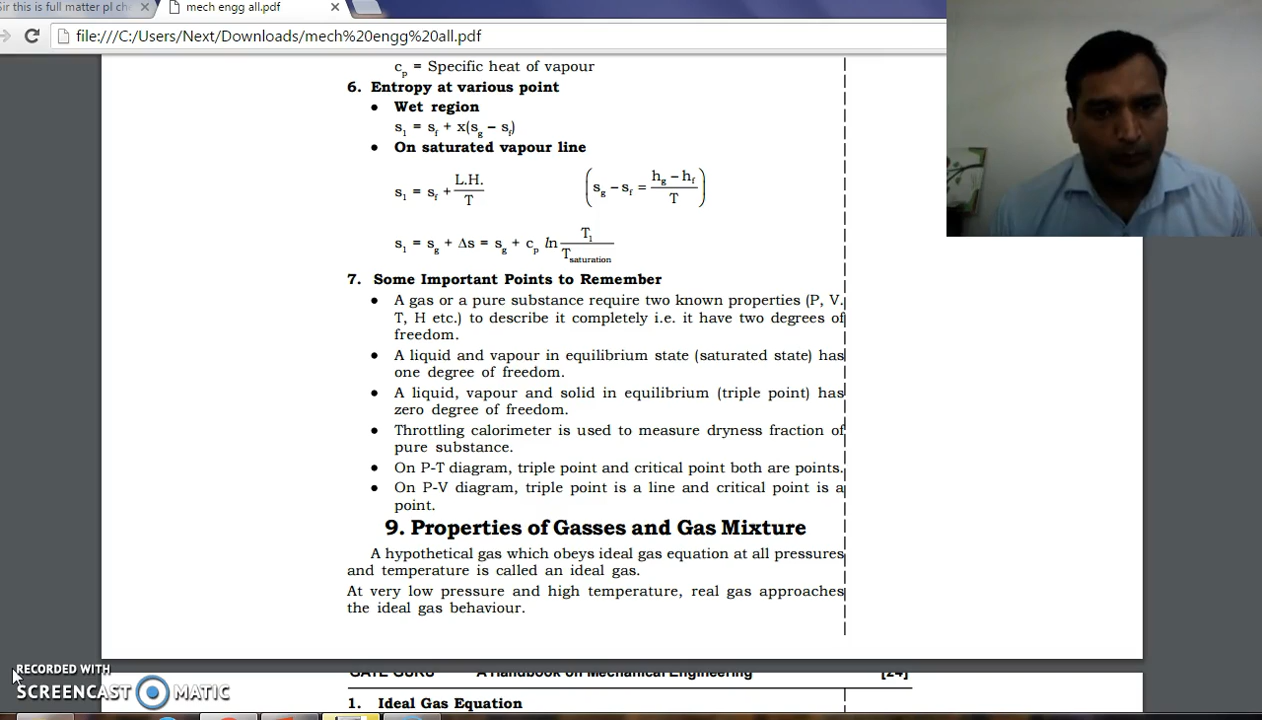 Sir this is full matter pl ch
mech engg all.pdf
file:///C:/Users/Next/Downloads/mech%20engg%20all.pdf
cp = Specific heat of vapour
6. Entropy at various point
• Wet region
s1 = sf + x(sg − sf)
• On saturated vapour line
s1 = sf + L.H./T (sg − sf = hg − hf/T)
s1 = sg + Δs = sg + cp ln T1/Tsaturation
7. Some Important Points to Remember
• A gas or a pure substance require two known properties (P, V.
T, H etc.) to describe it completely i.e. it have two degrees of
freedom.
• A liquid and vapour in equilibrium state (saturated state) has
one degree of freedom.
• A liquid, vapour and solid in equilibrium (triple point) has
zero degree of freedom.
• Throttling calorimeter is used to measure dryness fraction of
pure substance.
• On P-T diagram, triple point and critical point both are points.
• On P-V diagram, triple point is a line and critical point is a
point.
9. Properties of Gasses and Gas Mixture
A hypothetical gas which obeys ideal gas equation at all pressures
and temperature is called an ideal gas.
At very low pressure and high temperature, real gas approaches
the ideal gas behaviour.
RECORDED WITH
SCREENCAST MATIC
GATE GURU A Handbook on Mechanical Engineering [24]
1. Ideal Gas Equation